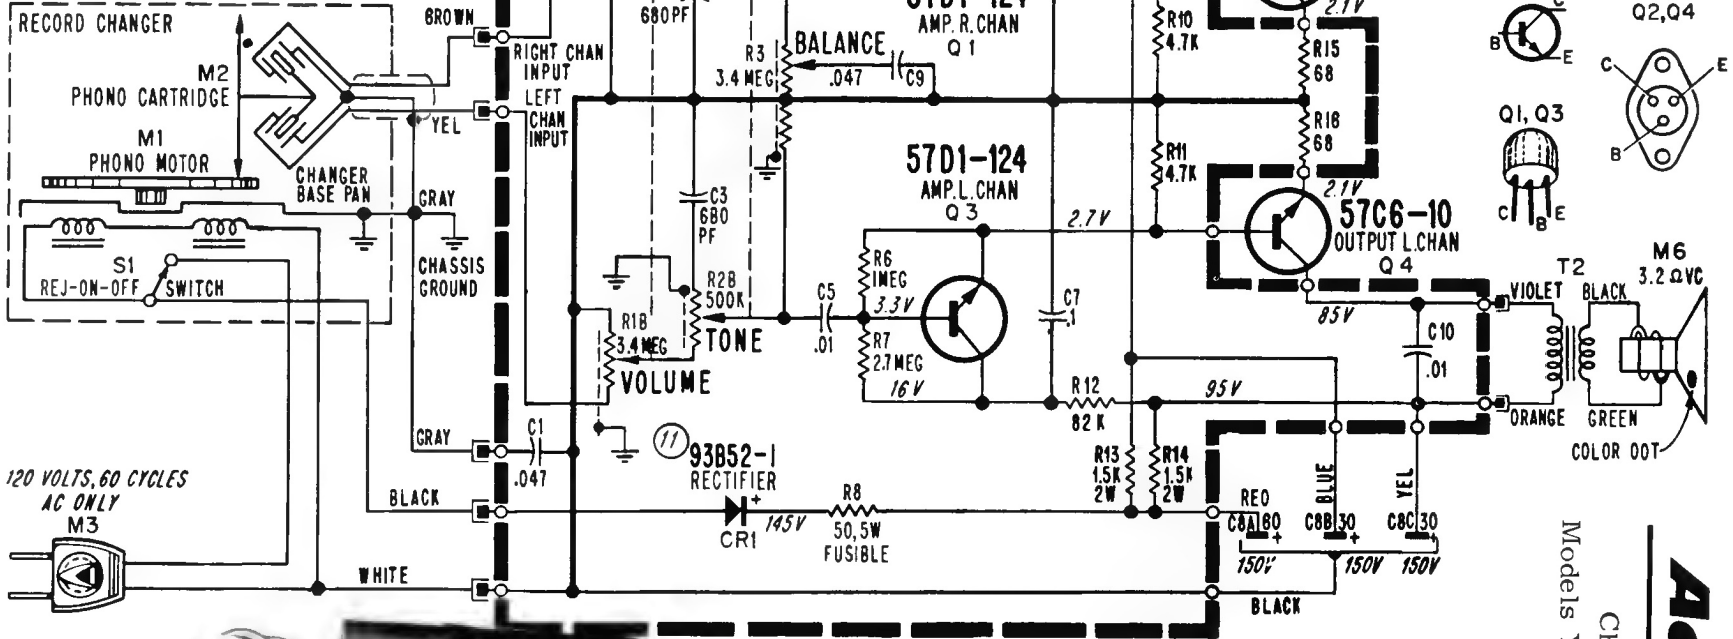 RECORD CHANGER
M2
PHONO CARTRIDGE
M1
PHONO MOTOR
CHANGER
BASE PAN
S1
REJ-ON-OFF
SWITCH
120 VOLTS, 60 CYCLES
AC ONLY
M3
BROWN
YEL
GRAY
CHASSIS
GROUND
GRAY
BLACK
WHITE
RIGHT CHAN
INPUT
LEFT
CHAN
INPUT
C1
.047
680PF
R3
3.4 MEG
BALANCE
.047
C9
AMP. R. CHAN
Q1
C3
680
PF
R2B
500K
TONE
R1B
3.4 MEG
VOLUME
C5
.01
57D1-124
AMP. L. CHAN
Q3
R6
1MEG
3.3V
R7
2.7MEG
16V
2.7V
C7
.1
R12
82K
95V
11
93B52-1
RECTIFIER
+
145V
CR1
R8
50,5W
FUSIBLE
R13
1.5K
2W
R14
1.5K
2W
R10
4.7K
R11
4.7K
2.1V
R15
68
R16
68
2.1V
57C6-10
OUTPUT L.CHAN
Q4
85V
C10
.01
VIOLET
T2
BLACK
ORANGE
GREEN
M6
3.2 Ω VC
COLOR DOT
RED
BLUE
YEL
C8A 60
+
150V
C8B 30
+
150V
C8C 30
+
150V
BLACK
C
B
E
Q2,Q4
C
E
B
Q1, Q3
C
B
E
Models